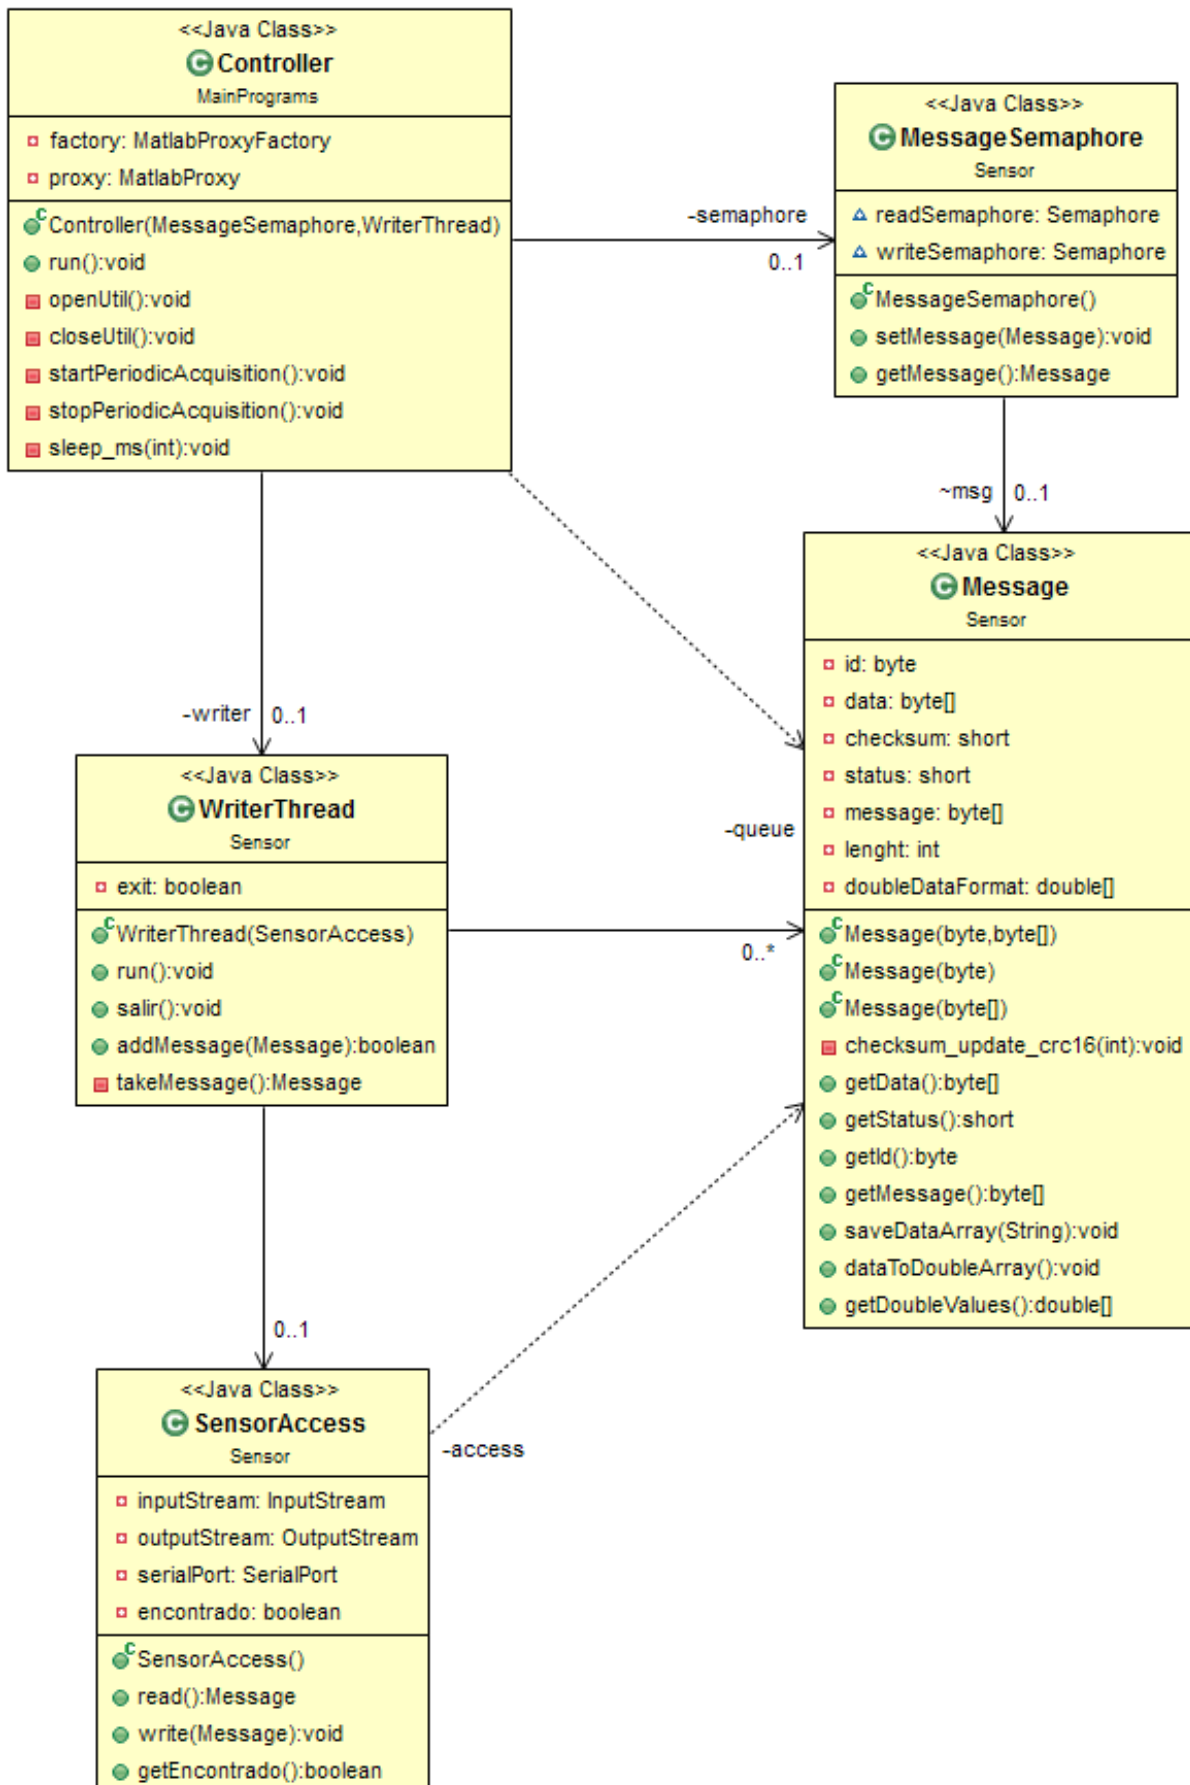 <<Java Class>>
Controller
MainPrograms
factory: MatlabProxyFactory
proxy: MatlabProxy
Controller(MessageSemaphore,WriterThread)
run():void
openUtil():void
closeUtil():void
startPeriodicAcquisition():void
stopPeriodicAcquisition():void
sleep_ms(int):void
-semaphore
0..1
<<Java Class>>
MessageSemaphore
Sensor
readSemaphore: Semaphore
writeSemaphore: Semaphore
MessageSemaphore()
setMessage(Message):void
getMessage():Message
~msg 0..1
<<Java Class>>
Message
Sensor
id: byte
data: byte[]
checksum: short
status: short
message: byte[]
lenght: int
doubleDataFormat: double[]
Message(byte,byte[])
Message(byte)
Message(byte[])
checksum_update_crc16(int):void
getData():byte[]
getStatus():short
getId():byte
getMessage():byte[]
saveDataArray(String):void
dataToDoubleArray():void
getDoubleValues():double[]
-writer 0..1
<<Java Class>>
WriterThread
Sensor
exit: boolean
WriterThread(SensorAccess)
run():void
salir():void
addMessage(Message):boolean
takeMessage():Message
-queue
0..*
0..1
-access
<<Java Class>>
SensorAccess
Sensor
inputStream: InputStream
outputStream: OutputStream
serialPort: SerialPort
encontrado: boolean
SensorAccess()
read():Message
write(Message):void
getEncontrado():boolean